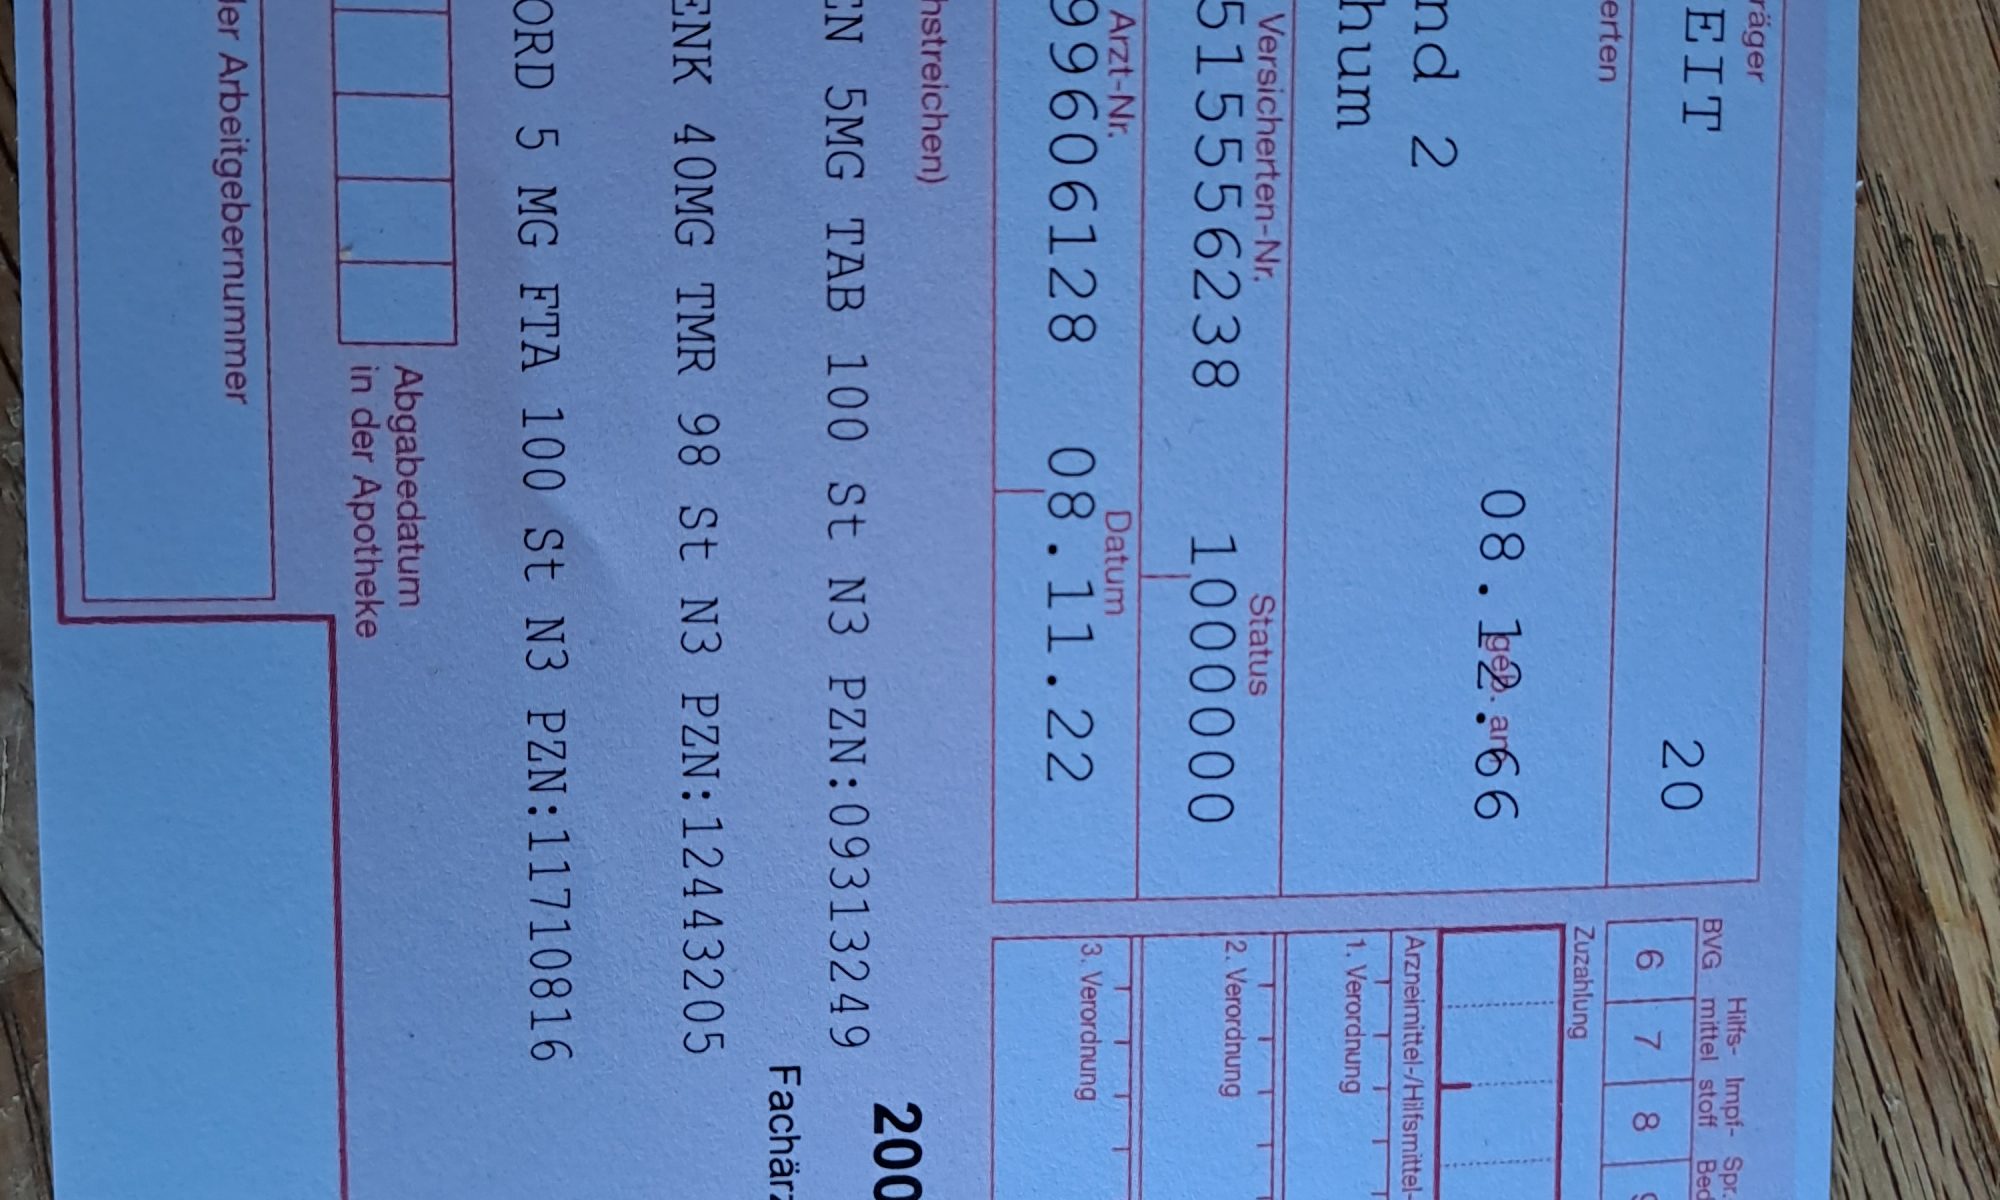 räger
Hilfs- Impf- Spr.
EIT 20
BVG mittel stoff Bed
6 7 8
erten
Zuzahlung
geb. am
08.12.66
nd 2
Arzneimittel-/Hilfsmittel-
hum
1. Verordnung
Versicherten-Nr. Status
515556238 1000000
2. Verordnung
Arzt-Nr. Datum
99606128 08.11.22
3. Verordnung
hstreichen)
200
EN 5MG TAB 100 St N3 PZN:09313249
Fachärz
ENK 40MG TMR 98 St N3 PZN:12443205
ORD 5 MG FTA 100 St N3 PZN:11710816
Abgabedatum
in der Apotheke
der Arbeitgebernummer